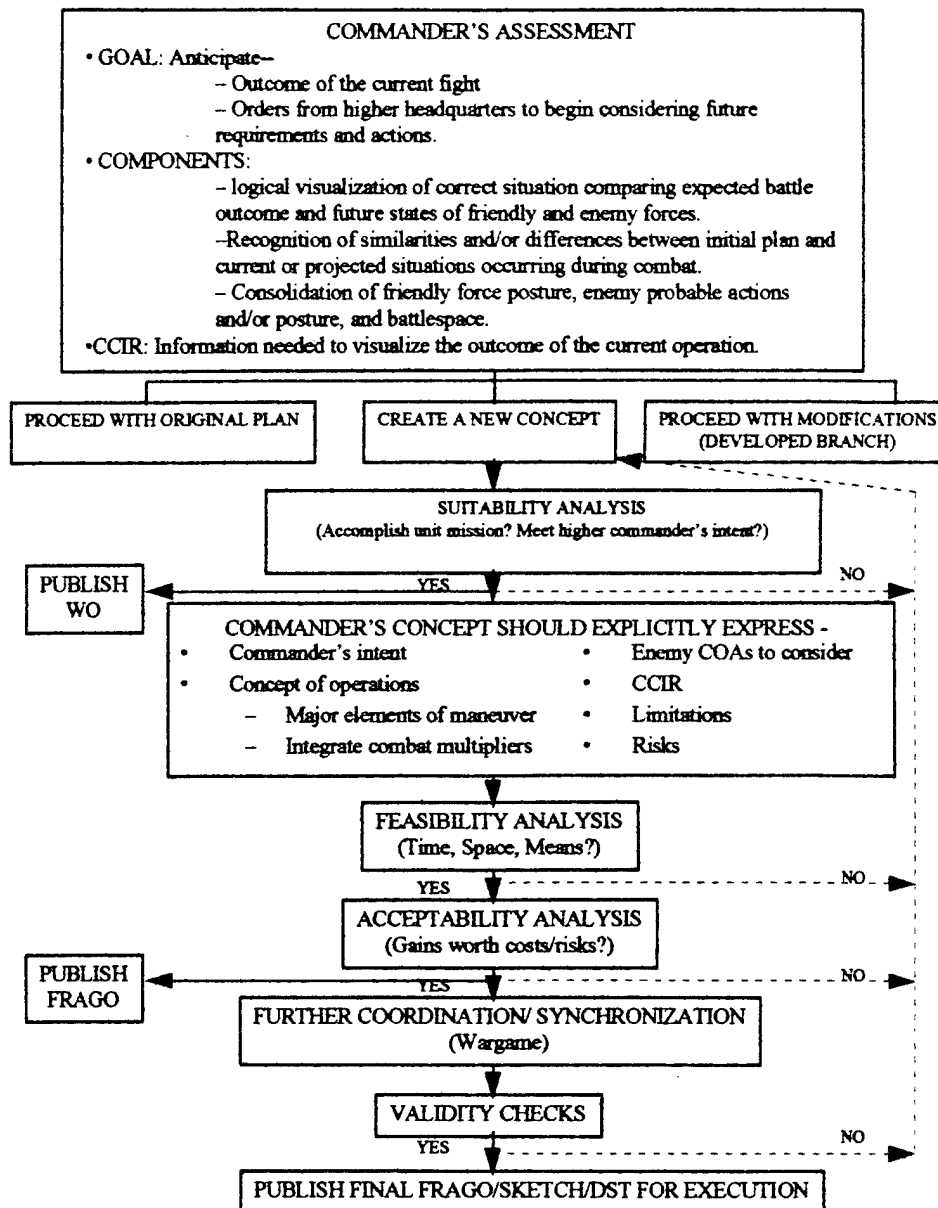 COMMANDER'S ASSESSMENT
• GOAL: Anticipate--
– Outcome of the current fight
– Orders from higher headquarters to begin considering future
requirements and actions.
• COMPONENTS:
– logical visualization of correct situation comparing expected battle
outcome and future states of friendly and enemy forces.
–Recognition of similarities and/or differences between initial plan and
current or projected situations occurring during combat.
– Consolidation of friendly force posture, enemy probable actions
and/or posture, and battlespace.
•CCIR: Information needed to visualize the outcome of the current operation.
PROCEED WITH ORIGINAL PLAN
CREATE A NEW CONCEPT
PROCEED WITH MODIFICATIONS
(DEVELOPED BRANCH)
SUITABILITY ANALYSIS
(Accomplish unit mission? Meet higher commander's intent?)
YES
NO
PUBLISH
WO
COMMANDER'S CONCEPT SHOULD EXPLICITLY EXPRESS -
• Commander's intent
• Concept of operations
– Major elements of maneuver
– Integrate combat multipliers
• Enemy COAs to consider
• CCIR
• Limitations
• Risks
FEASIBILITY ANALYSIS
(Time, Space, Means?)
YES
NO
ACCEPTABILITY ANALYSIS
(Gains worth costs/risks?)
YES
NO
PUBLISH
FRAGO
FURTHER COORDINATION/ SYNCHRONIZATION
(Wargame)
VALIDITY CHECKS
YES
NO
PUBLISH FINAL FRAGO/SKETCH/DST FOR EXECUTION